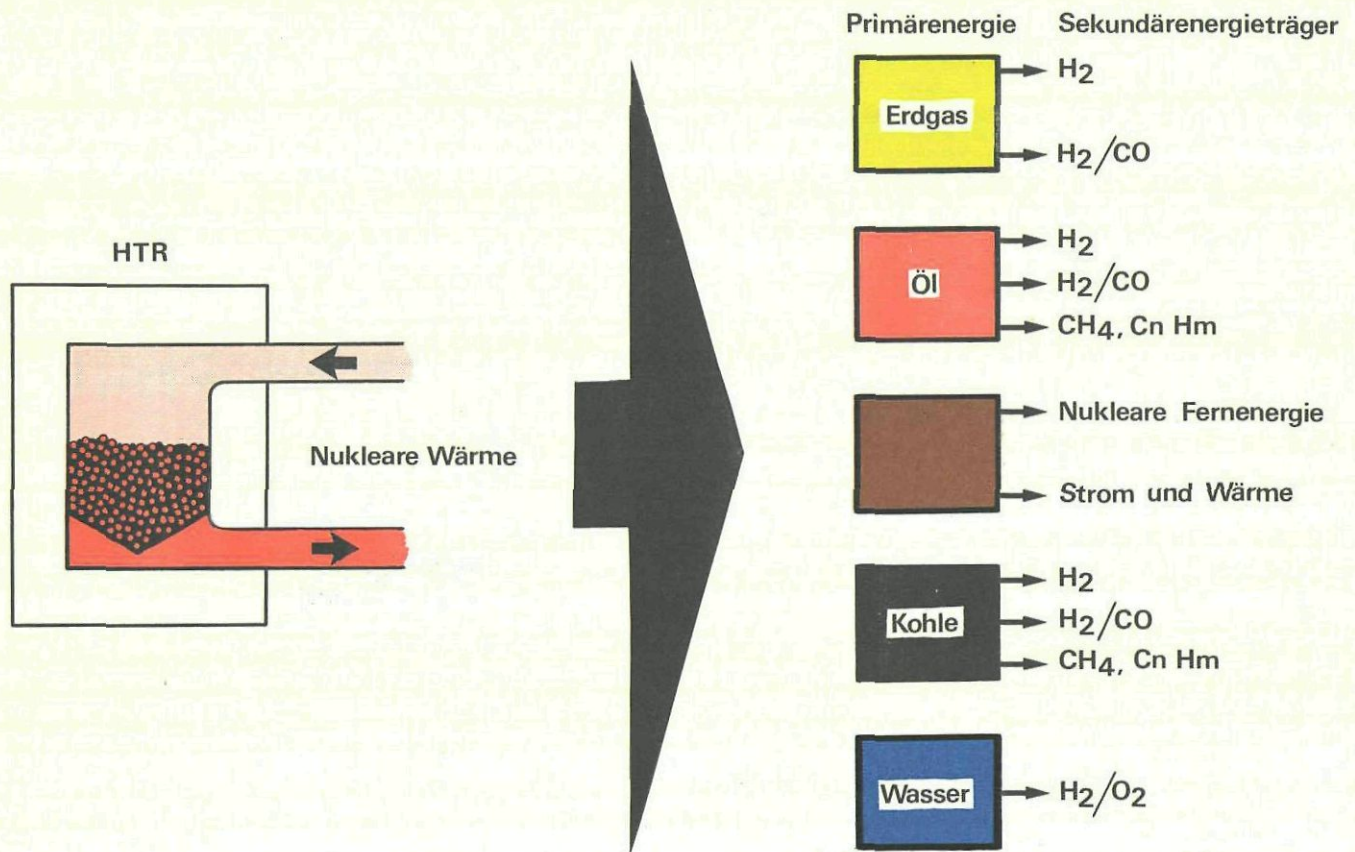 Primärenergie Sekundärenergieträger
HTR
Nukleare Wärme
Erdgas
H2
H2/CO
Öl
H2
H2/CO
CH4, Cn Hm
Nukleare Fernenergie
Strom und Wärme
Kohle
H2
H2/CO
CH4, Cn Hm
Wasser
H2/O2